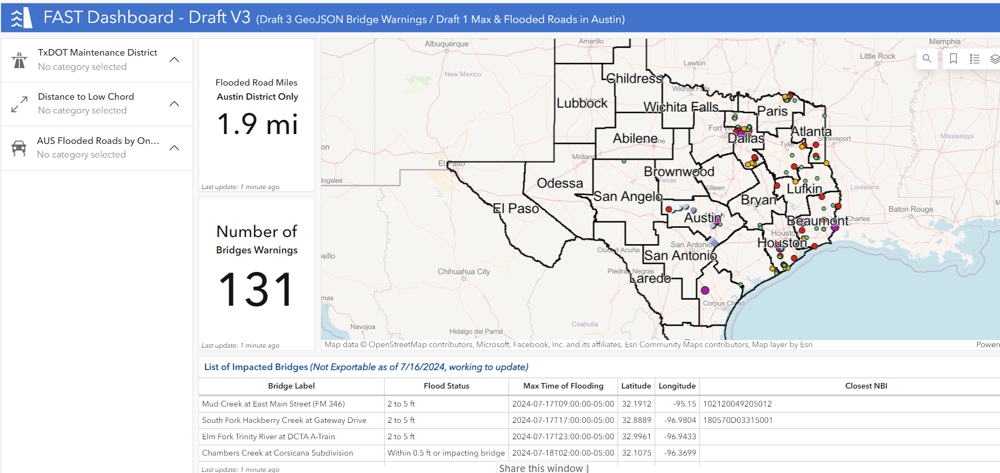 FAST Dashboard - Draft V3 (Draft 3 GeoJSON Bridge Warnings / Draft 1 Max & Flooded Roads in Austin)
TxDOT Maintenance District
No category selected
Distance to Low Chord
No category selected
AUS Flooded Roads by On...
No category selected
Flooded Road Miles
Austin District Only
1.9 mi
Last update: 1 minute ago
Number of
Bridges Warnings
131
Last update: 1 minute ago
Albuquerque
Amarillo
Memphis
Little Rock
New Mexico
Lawton
Childress
Wichita Falls
Lubbock
Wichita Falls
Paris
Fort Wo
Dallas
Atlanta
Shreveport
Mississippi
Abilene
Tyler
on
Midland
El Paso
Brownwood
Texas
Nogales
Odessa
Killeen
Lufkin
Louisiana
San Angelo
Bryan
El Paso
Baton Rouge
Austin
Beaumont
Charles
Housto
Houston
San Antonio
Ciudad Acuña
San Antonio
osillo
Chihuahua City
Piedras Negras
Laredo
mas
Corpus Christi
Navojoa
Coahuila
Hidalgo del Parral
Map data © OpenStreetMap contributors, Microsoft, Facebook, Inc. and its affiliates, Esri Community Maps contributors, Map layer by Esri
Powere
List of Impacted Bridges (Not Exportable as of 7/16/2024, working to update)
Bridge Label Flood Status Max Time of Flooding Latitude Longitude Closest NBI
Mud Creek at East Main Street (FM 346) 2 to 5 ft 2024-07-17T09:00:00-05:00 32.1912 -95.15 102120049205012
South Fork Hackberry Creek at Gateway Drive 2 to 5 ft 2024-07-17T17:00:00-05:00 32.8889 -96.9804 180570D03315001
Elm Fork Trinity River at DCTA A-Train 2 to 5 ft 2024-07-17T23:00:00-05:00 32.9961 -96.9433
Chambers Creek at Corsicana Subdivision Within 0.5 ft or impacting bridge 2024-07-18T02:00:00-05:00 32.1075 -96.3699
Last update: 1 minute ago
Share this window